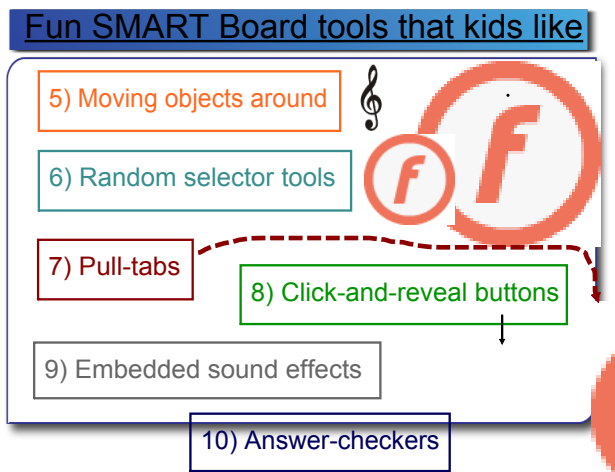 Fun SMART Board tools that kids like
5) Moving objects around
6) Random selector tools
7) Pull-tabs
8) Click-and-reveal buttons
9) Embedded sound effects
10) Answer-checkers
f
f